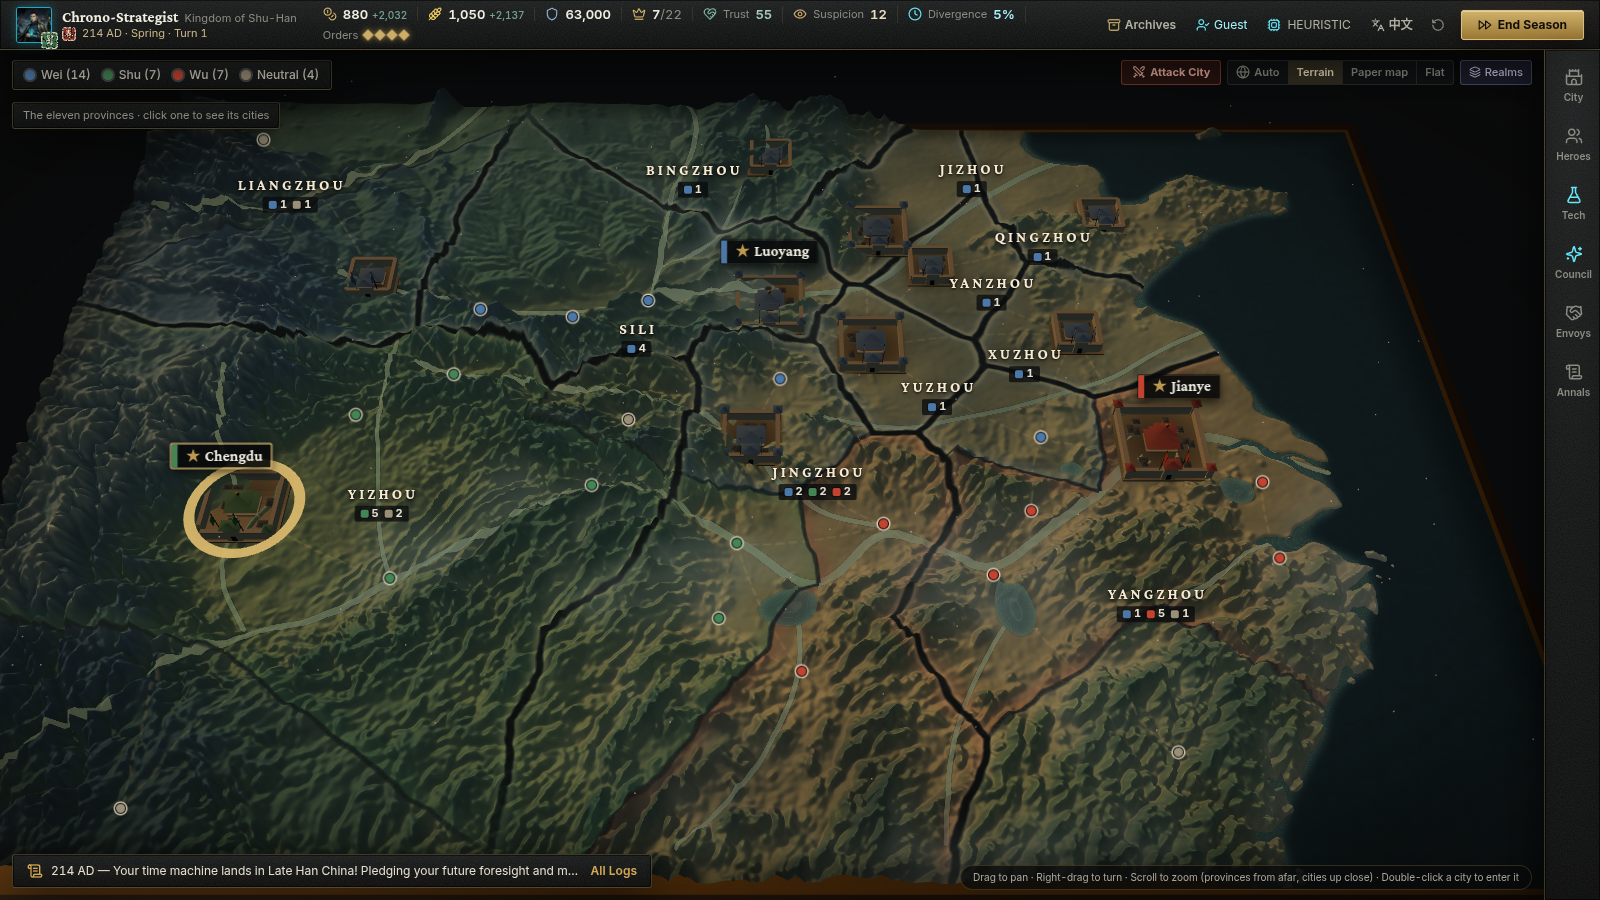 Chrono-Strategist Kingdom of Shu-Han
214 AD · Spring · Turn 1
880 +2,032
1,050 +2,137
63,000
7/22
Trust 55
Suspicion 12
Divergence 5%
Orders
Archives
Guest
HEURISTIC
中文
End Season
Wei (14)
Shu (7)
Wu (7)
Neutral (4)
The eleven provinces · click one to see its cities
Attack City
Auto
Terrain
Paper map
Flat
Realms
City
Heroes
Tech
Council
Envoys
Annals
LIANGZHOU
1 1
BINGZHOU
1
JIZHOU
1
QINGZHOU
1
Luoyang
YANZHOU
1
SILI
4
XUZHOU
1
YUZHOU
1
Jianye
Chengdu
YIZHOU
5 2
JINGZHOU
2 2 2
YANGZHOU
1 5 1
214 AD — Your time machine lands in Late Han China! Pledging your future foresight and m...
All Logs
Drag to pan · Right-drag to turn · Scroll to zoom (provinces from afar, cities up close) · Double-click a city to enter it